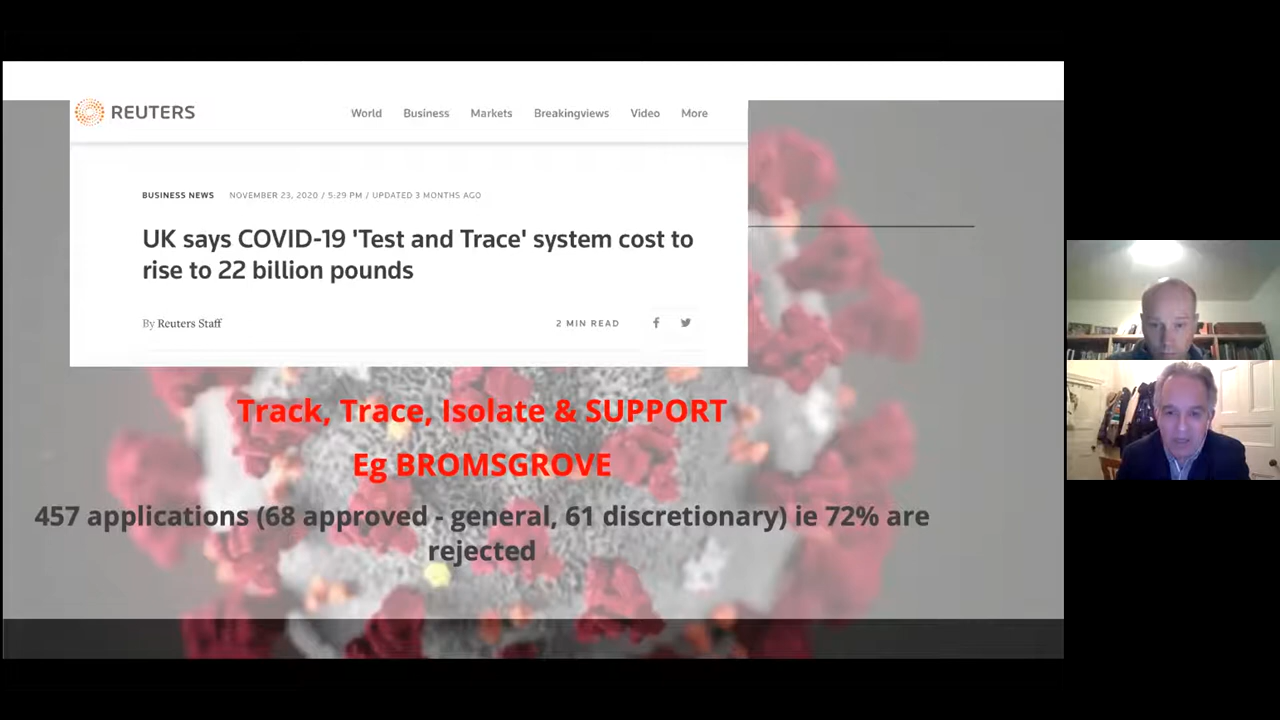 REUTERS
World Business Markets Breakingviews Video More
BUSINESS NEWS NOVEMBER 23, 2020 / 5:29 PM / UPDATED 3 MONTHS AGO
UK says COVID-19 'Test and Trace' system cost to
rise to 22 billion pounds
By Reuters Staff
2 MIN READ
Track, Trace, Isolate & SUPPORT
Eg BROMSGROVE
457 applications (68 approved - general, 61 discretionary) ie 72% are
rejected